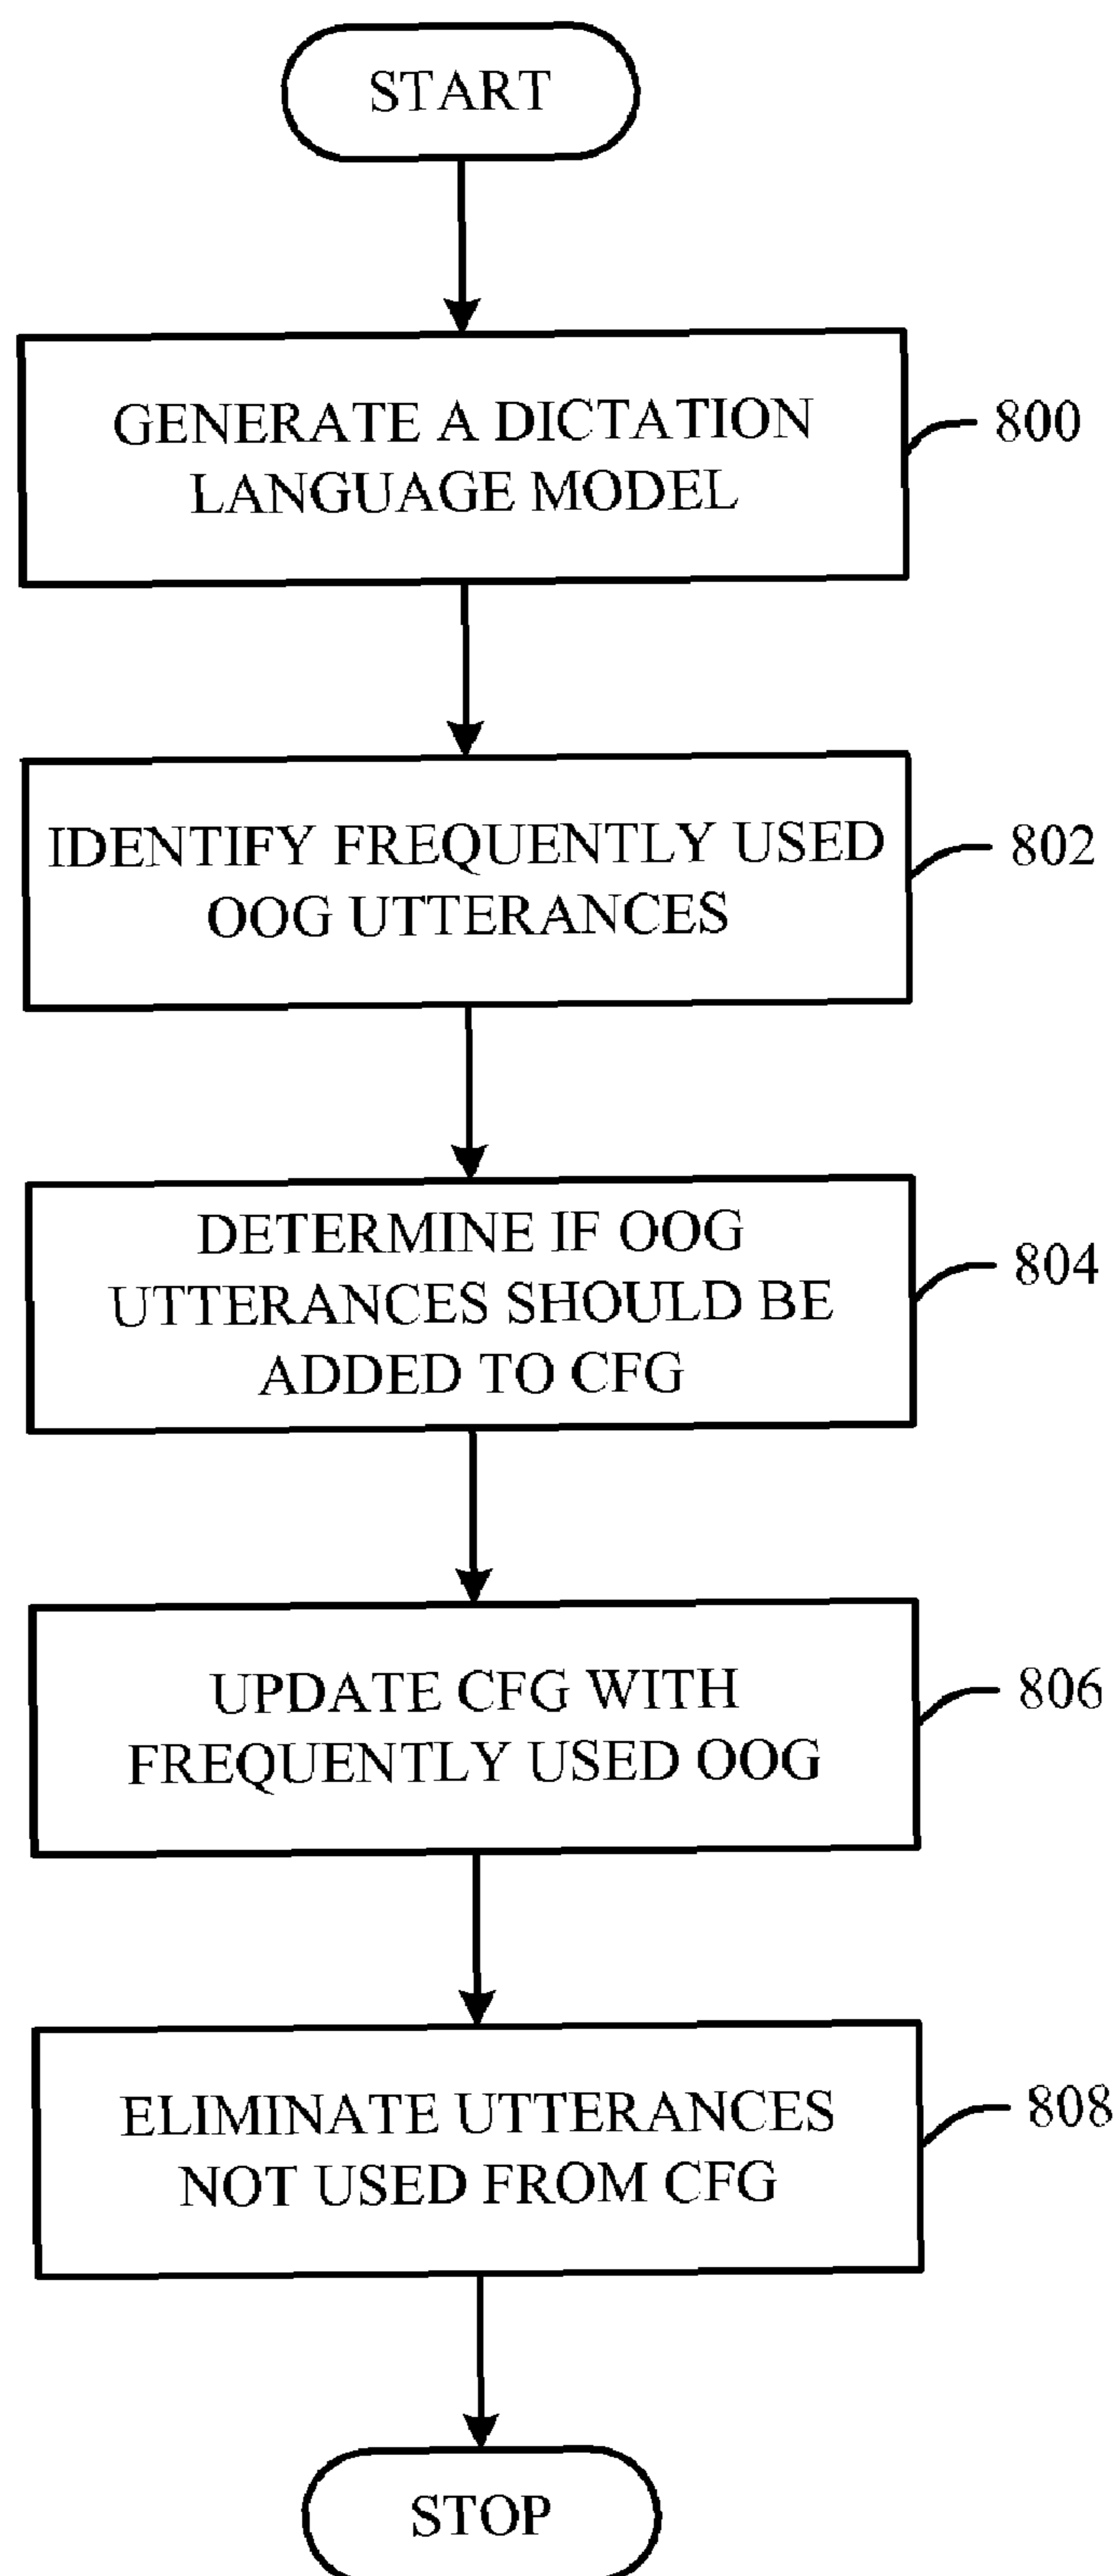 START
GENERATE A DICTATION
LANGUAGE MODEL
800
IDENTIFY FREQUENTLY USED
OOG UTTERANCES
802
DETERMINE IF OOG
UTTERANCES SHOULD BE
ADDED TO CFG
804
UPDATE CFG WITH
FREQUENTLY USED OOG
806
ELIMINATE UTTERANCES
NOT USED FROM CFG
808
STOP